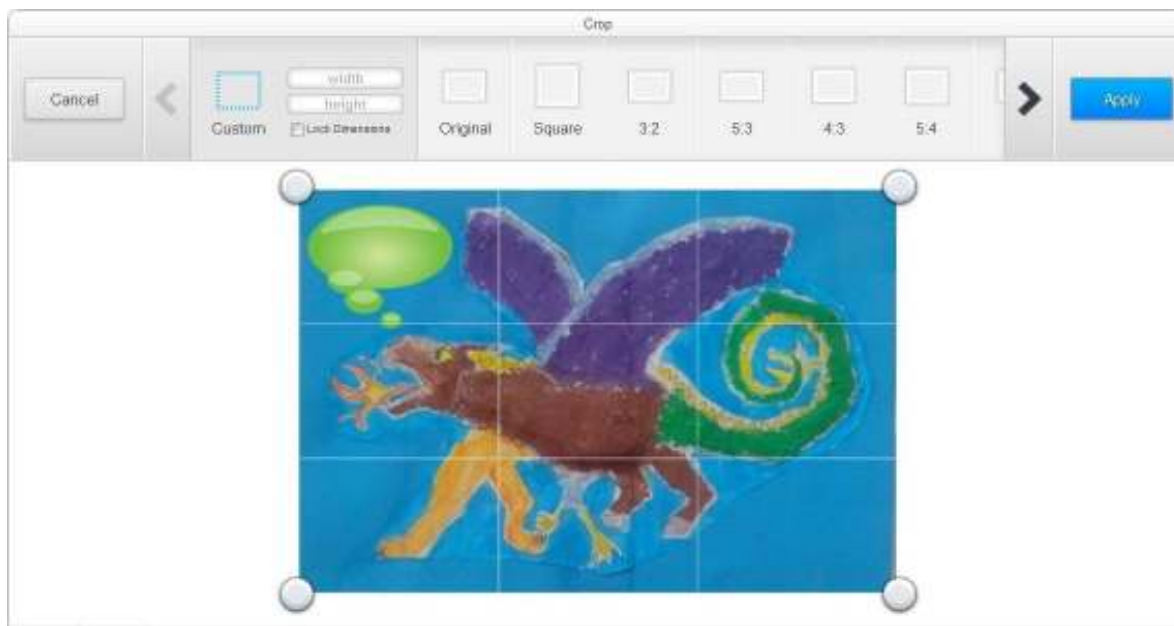 Crop
Cancel
width
height
Custom
Lock Dimensions
Original
Square
3:2
5:3
4:3
5:4
Apply